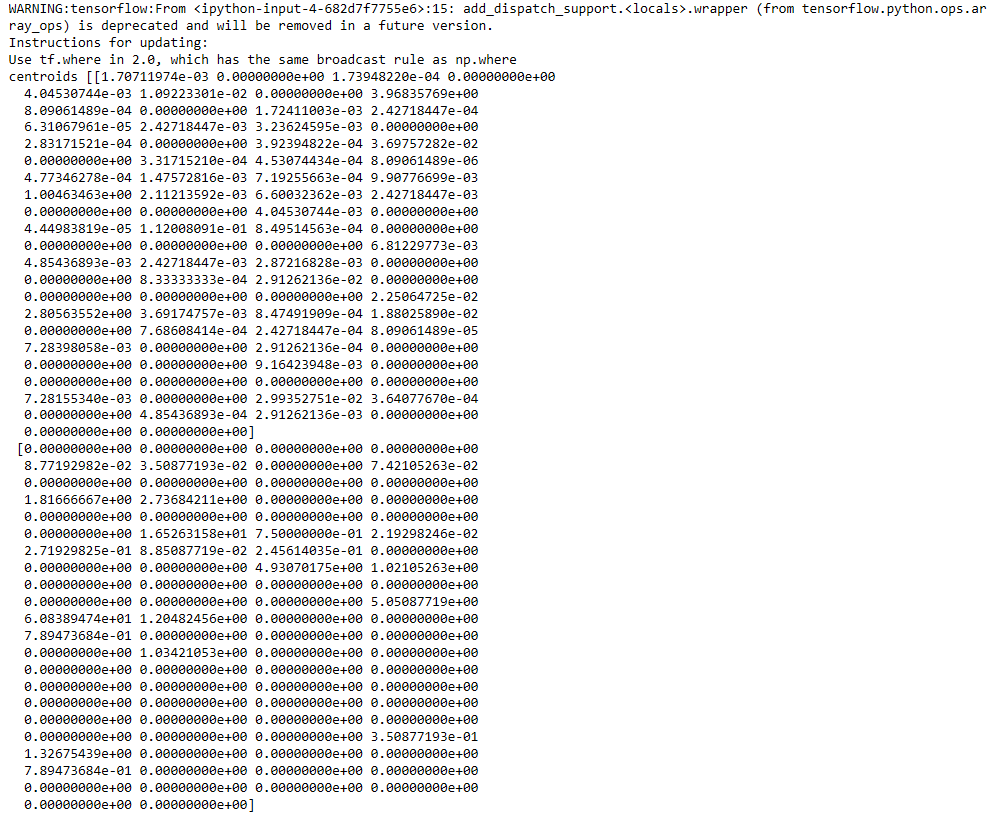 WARNING:tensorflow:From <ipython-input-4-682d7f7755e6>:15: add_dispatch_support.<locals>.wrapper (from tensorflow.python.ops.ar
ray_ops) is deprecated and will be removed in a future version.
Instructions for updating:
Use tf.where in 2.0, which has the same broadcast rule as np.where
centroids [[1.70711974e-03 0.00000000e+00 1.73948220e-04 0.00000000e+00
4.04530744e-03 1.09223301e-02 0.00000000e+00 3.96835769e+00
8.09061489e-04 0.00000000e+00 1.72411003e-03 2.42718447e-04
6.31067961e-05 2.42718447e-03 3.23624595e-03 0.00000000e+00
2.83171521e-04 0.00000000e+00 3.92394822e-04 3.69757282e-02
0.00000000e+00 3.31715210e-04 4.53074434e-04 8.09061489e-06
4.77346278e-04 1.47572816e-03 7.19255663e-04 9.90776699e-03
1.00463463e+00 2.11213592e-03 6.60032362e-03 2.42718447e-03
0.00000000e+00 0.00000000e+00 4.04530744e-03 0.00000000e+00
4.44983819e-05 1.12008091e-01 8.49514563e-04 0.00000000e+00
0.00000000e+00 0.00000000e+00 0.00000000e+00 6.81229773e-03
4.85436893e-03 2.42718447e-03 2.87216828e-03 0.00000000e+00
0.00000000e+00 8.33333333e-04 2.91262136e-02 0.00000000e+00
0.00000000e+00 0.00000000e+00 0.00000000e+00 2.25064725e-02
2.80563552e+00 3.69174757e-03 8.47491909e-04 1.88025890e-02
0.00000000e+00 7.68608414e-04 2.42718447e-04 8.09061489e-05
7.28398058e-03 0.00000000e+00 2.91262136e-04 0.00000000e+00
0.00000000e+00 0.00000000e+00 9.16423948e-03 0.00000000e+00
0.00000000e+00 0.00000000e+00 0.00000000e+00 0.00000000e+00
7.28155340e-03 0.00000000e+00 2.99352751e-02 3.64077670e-04
0.00000000e+00 4.85436893e-04 2.91262136e-03 0.00000000e+00
0.00000000e+00 0.00000000e+00]
[0.00000000e+00 0.00000000e+00 0.00000000e+00 0.00000000e+00
8.77192982e-02 3.50877193e-02 0.00000000e+00 7.42105263e-02
0.00000000e+00 0.00000000e+00 0.00000000e+00 0.00000000e+00
1.81666667e+00 2.73684211e+00 0.00000000e+00 0.00000000e+00
0.00000000e+00 0.00000000e+00 0.00000000e+00 0.00000000e+00
0.00000000e+00 1.65263158e+01 7.50000000e-01 2.19298246e-02
2.71929825e-01 8.85087719e-02 2.45614035e-01 0.00000000e+00
0.00000000e+00 0.00000000e+00 4.93070175e+00 1.02105263e+00
0.00000000e+00 0.00000000e+00 0.00000000e+00 0.00000000e+00
0.00000000e+00 0.00000000e+00 0.00000000e+00 5.05087719e+00
6.08389474e+01 1.20482456e+00 0.00000000e+00 0.00000000e+00
7.89473684e-01 0.00000000e+00 0.00000000e+00 0.00000000e+00
0.00000000e+00 1.03421053e+00 0.00000000e+00 0.00000000e+00
0.00000000e+00 0.00000000e+00 0.00000000e+00 0.00000000e+00
0.00000000e+00 0.00000000e+00 0.00000000e+00 0.00000000e+00
0.00000000e+00 0.00000000e+00 0.00000000e+00 0.00000000e+00
0.00000000e+00 0.00000000e+00 0.00000000e+00 0.00000000e+00
0.00000000e+00 0.00000000e+00 0.00000000e+00 3.50877193e-01
1.32675439e+00 0.00000000e+00 0.00000000e+00 0.00000000e+00
7.89473684e-01 0.00000000e+00 0.00000000e+00 0.00000000e+00
0.00000000e+00 0.00000000e+00 0.00000000e+00 0.00000000e+00
0.00000000e+00 0.00000000e+00]